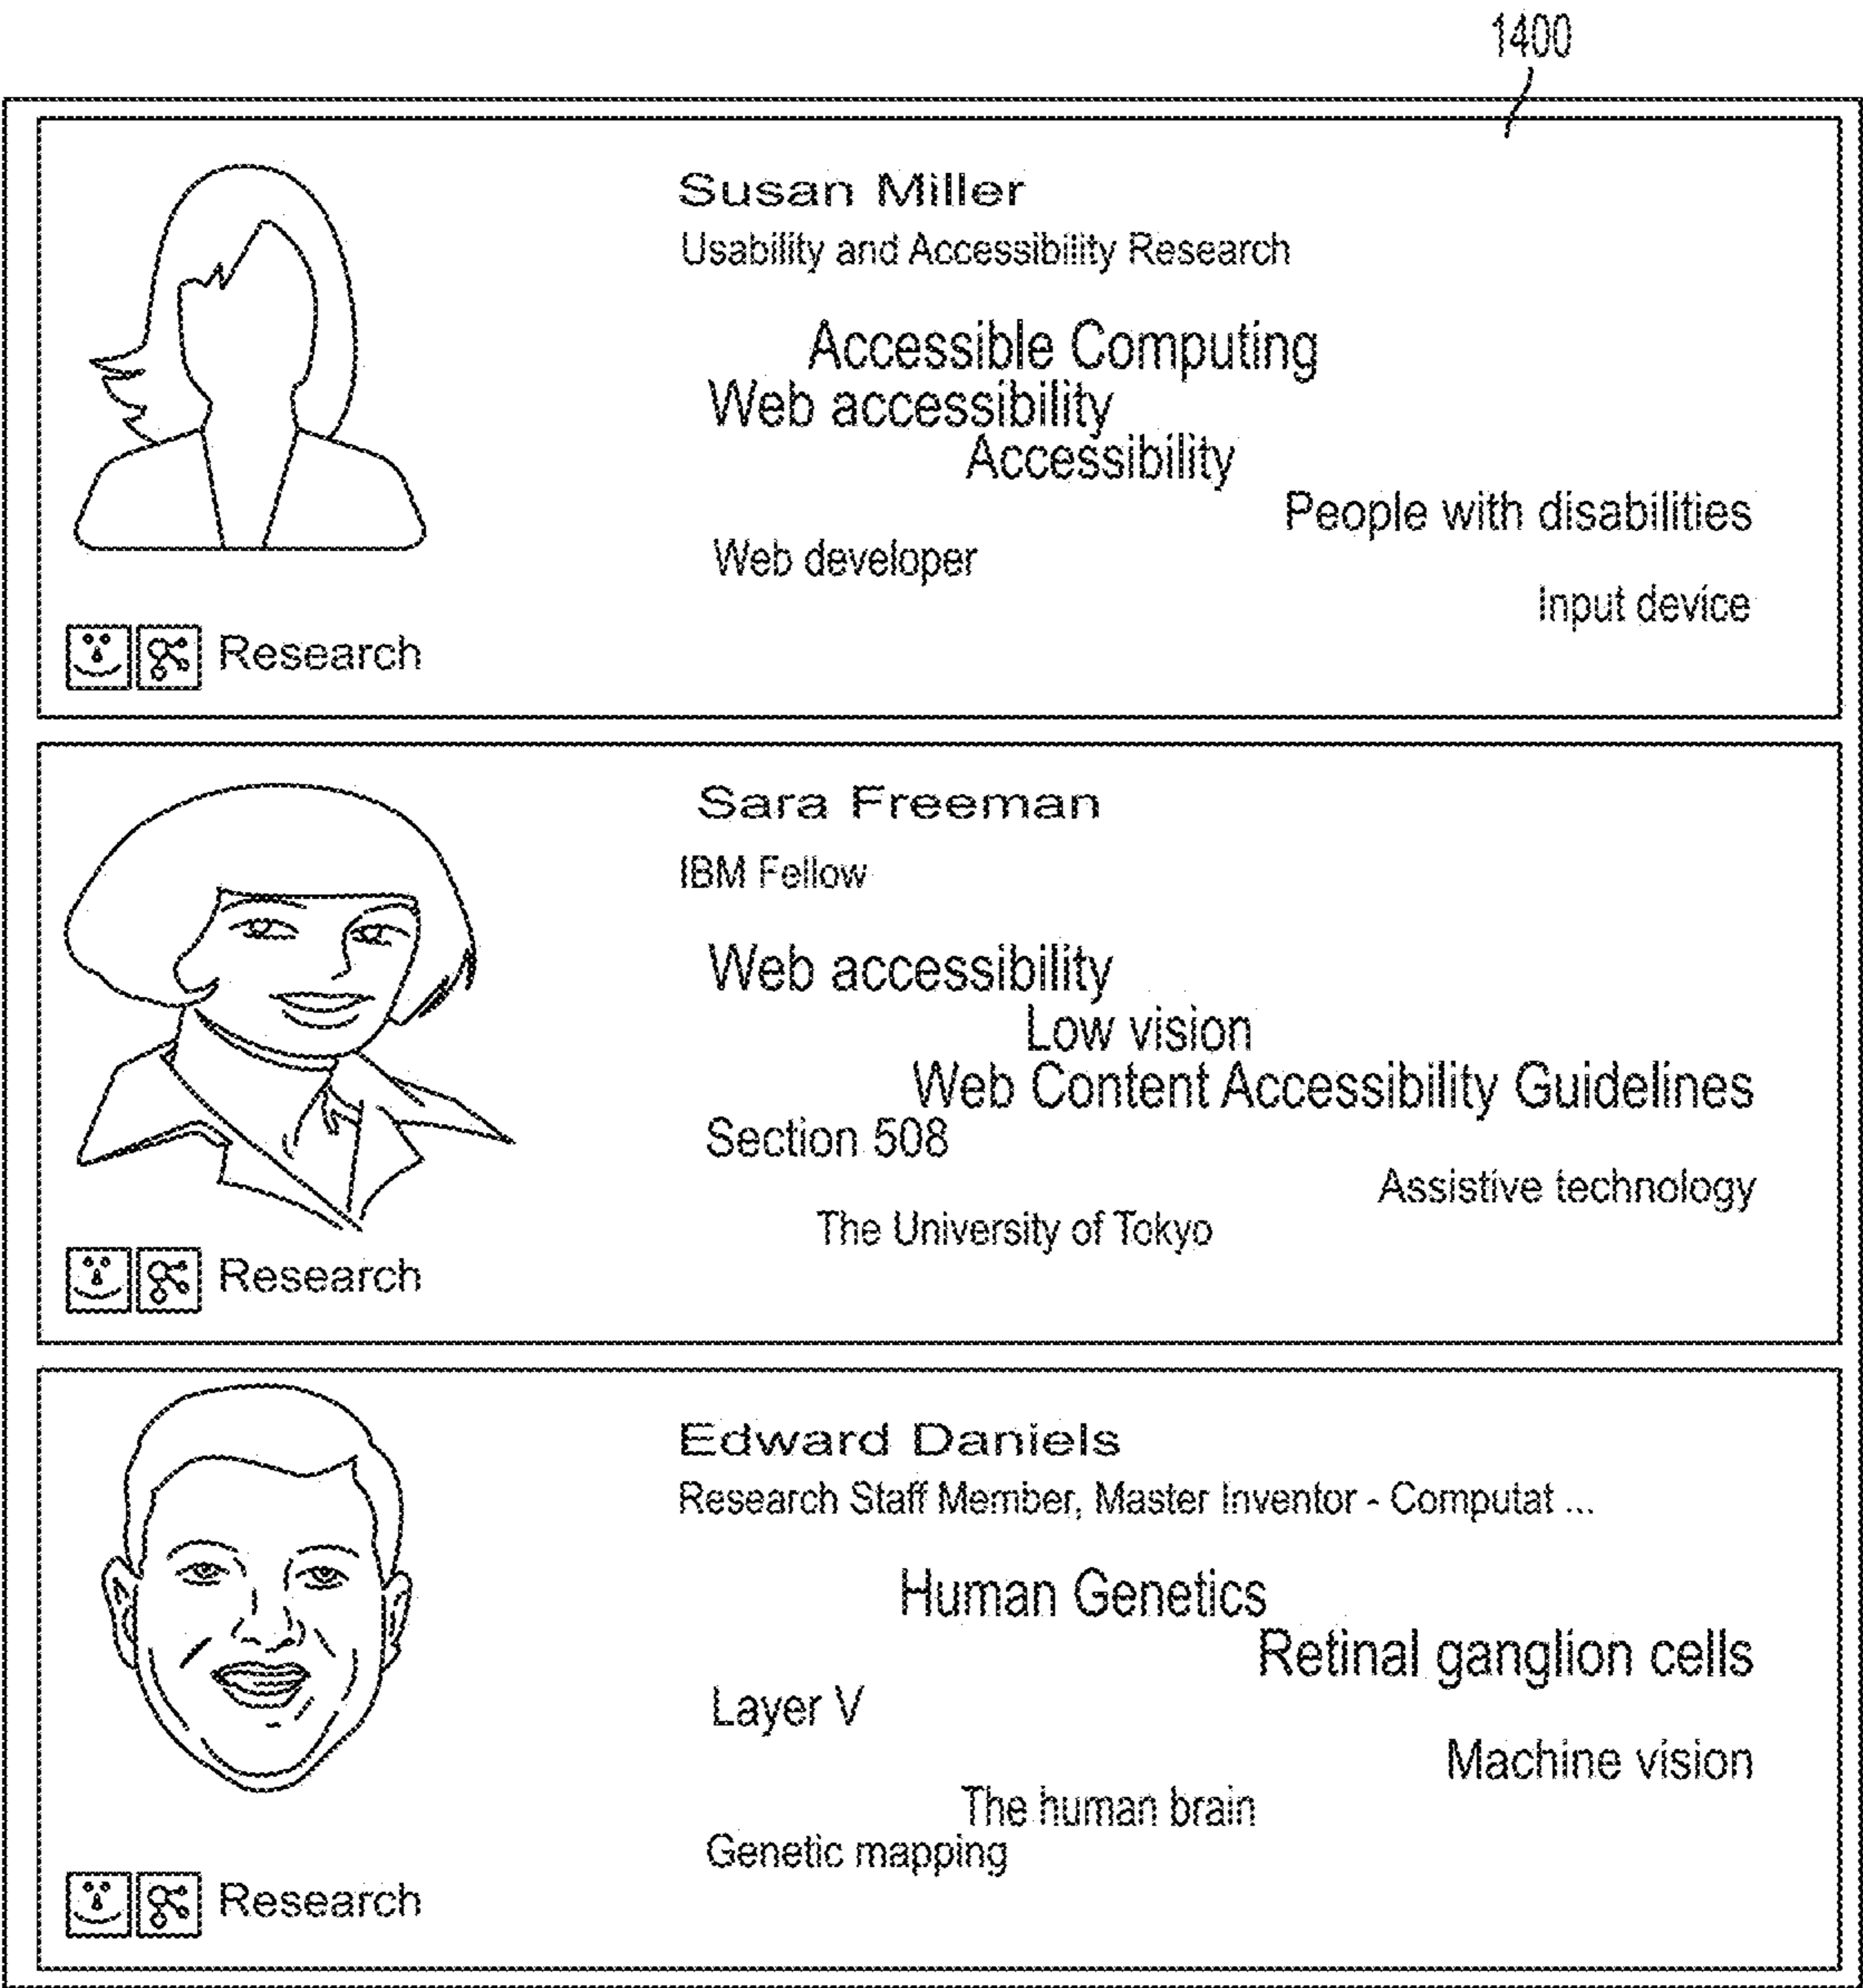 1400
Susan Miller
Usability and Accessibility Research
Accessible Computing
Web accessibility
Accessibility
People with disabilities
Web developer
Input device
Research
Sara Freeman
IBM Fellow
Web accessibility
Low vision
Web Content Accessibility Guidelines
Section 508
Assistive technology
The University of Tokyo
Research
Edward Daniels
Research Staff Member, Master Inventor - Computat ...
Human Genetics
Retinal ganglion cells
Layer V
Machine vision
The human brain
Genetic mapping
Research